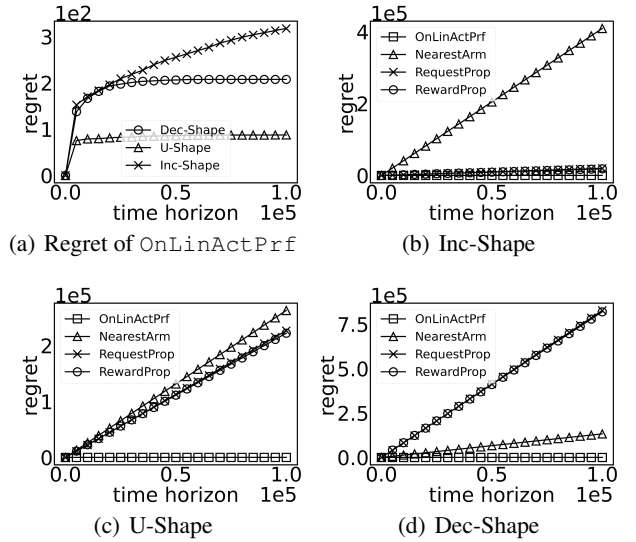 1e2
3
2
1
0
regret
Dec-Shape
U-Shape
Inc-Shape
0.0 0.5 1.0
time horizon 1e5
(a) Regret of OnLinActPrf
1e5
4
2
0
regret
OnLinActPrf
NearestArm
RequestProp
RewardProp
0.0 0.5 1.0
time horizon 1e5
(b) Inc-Shape
1e5
2
1
0
regret
OnLinActPrf
NearestArm
RequestProp
RewardProp
0.0 0.5 1.0
time horizon 1e5
(c) U-Shape
1e5
7.5
5.0
2.5
0.0
regret
OnLinActPrf
NearestArm
RequestProp
RewardProp
0.0 0.5 1.0
time horizon 1e5
(d) Dec-Shape